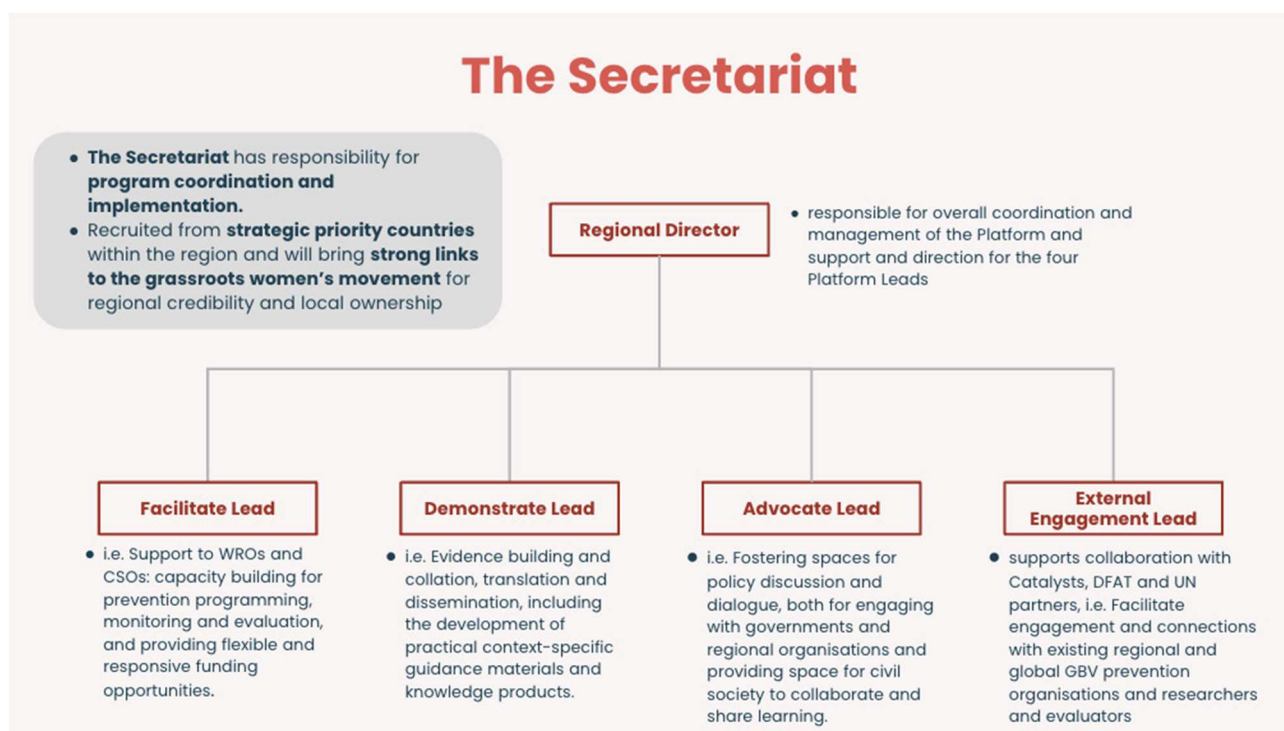 The Secretariat
• The Secretariat has responsibility for
program coordination and
implementation.
• Recruited from strategic priority countries
within the region and will bring strong links
to the grassroots women’s movement for
regional credibility and local ownership
Regional Director
• responsible for overall coordination and
management of the Platform and
support and direction for the four
Platform Leads
Facilitate Lead
• i.e. Support to WROs and
CSOs: capacity building for
prevention programming,
monitoring and evaluation,
and providing flexible and
responsive funding
opportunities.
Demonstrate Lead
• i.e. Evidence building and
collation, translation and
dissemination, including
the development of
practical context-specific
guidance materials and
knowledge products.
Advocate Lead
• i.e. Fostering spaces for
policy discussion and
dialogue, both for engaging
with governments and
regional organisations and
providing space for civil
society to collaborate and
share learning.
External
Engagement Lead
• supports collaboration with
Catalysts, DFAT and UN
partners, i.e. Facilitate
engagement and connections
with existing regional and
global GBV prevention
organisations and researchers
and evaluators